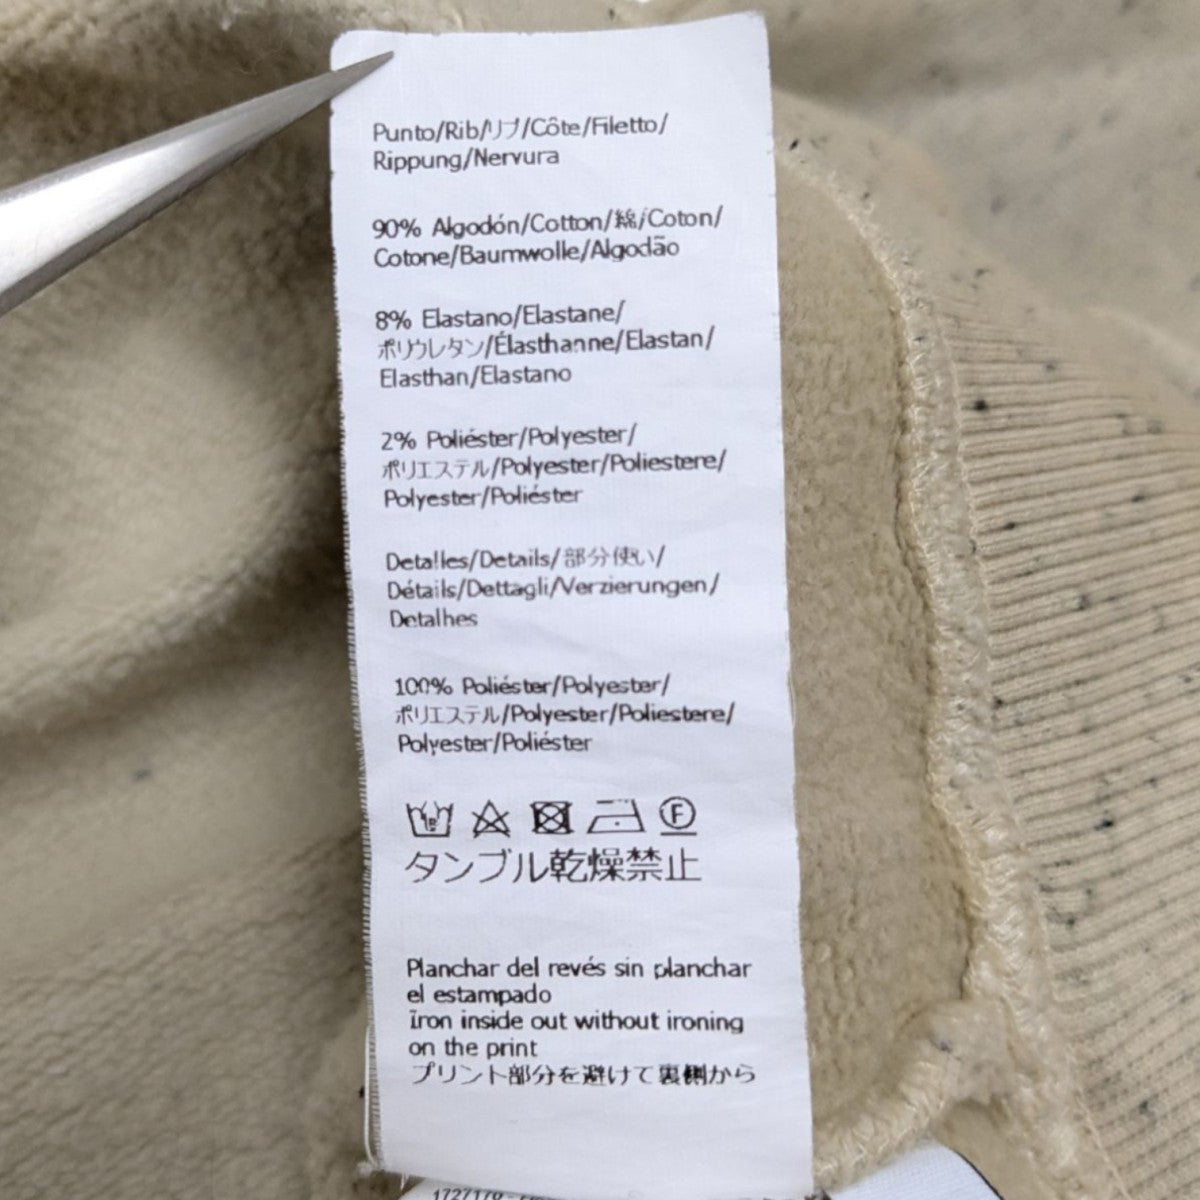 Punto/Rib/リブ/Côte/Filetto/
Rippung/Nervura
90% Algodón/Cotton/綿/Coton/
Cotone/Baumwolle/Algodão
8% Elastano/Elastane/
ポリウレタン/Élasthanne/Elastan/
Elasthan/Elastano
2% Poliéster/Polyester/
ポリエステル/Polyester/Poliestere/
Polyester/Poliéster
Detalles/Details/部分使い/
Détails/Dettagli/Verzierungen/
Detalhes
100% Poliéster/Polyester/
ポリエステル/Polyester/Poliestere/
Polyester/Poliéster
F
タンブル乾燥禁止
Planchar del revés sin planchar
el estampado
Iron inside out without ironing
on the print
プリント部分を避けて裏側から